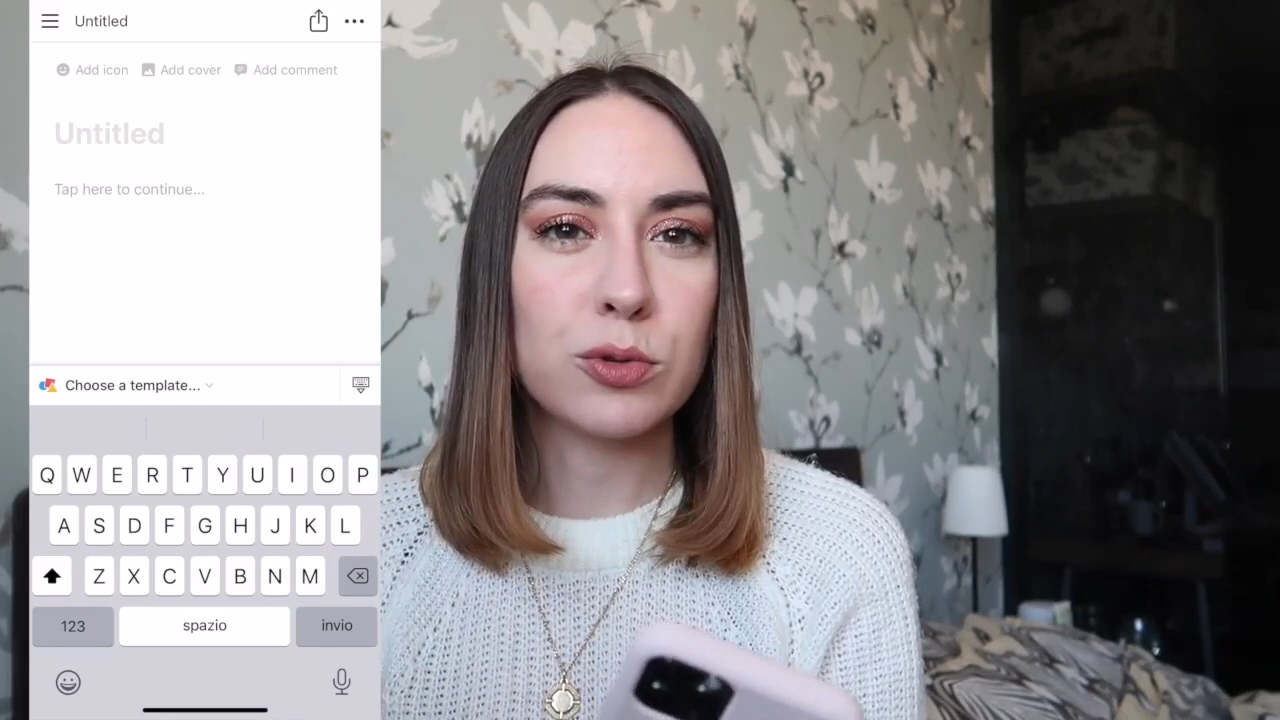 Untitled
Add icon Add cover Add comment
Untitled
Tap here to continue...
Choose a template...
Q W E R T Y U I O P
A S D F G H J K L
Z X C V B N M
123 spazio invio